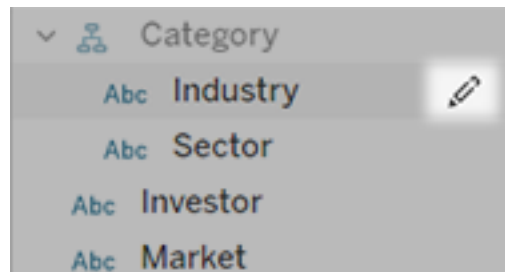 Category
Abc Industry
Abc Sector
Abc Investor
Abc Market